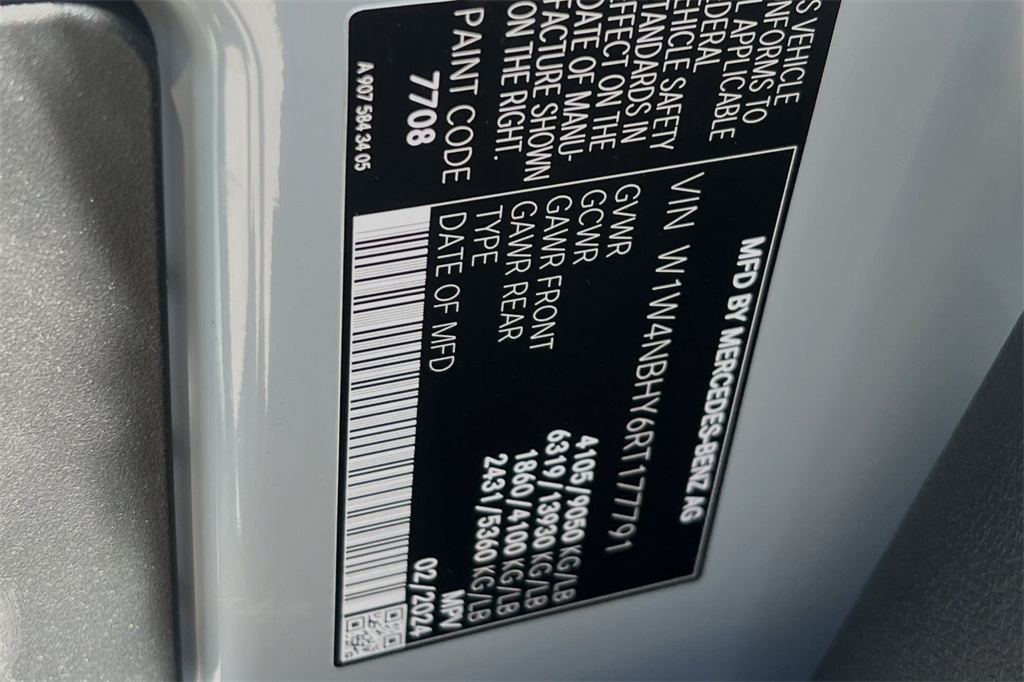 MFD BY MERCEDES-BENZ AG
VIN W1W4NBHY6RT177791
GVWR 4105/9050 KG/LB
GCWR 6319/13930 KG/LB
GAWR FRONT 1860/4100 KG/LB
GAWR REAR 2431/5360 KG/LB
TYPE MPV
DATE OF MFD 02/2024
S VEHICLE
NFORMS TO
L APPLICABLE
DERAL
EHICLE SAFETY
TANDARDS IN
EFFECT ON THE
DATE OF MANU-
FACTURE SHOWN
ON THE RIGHT.
PAINT CODE
7708
A 907 584 34 05